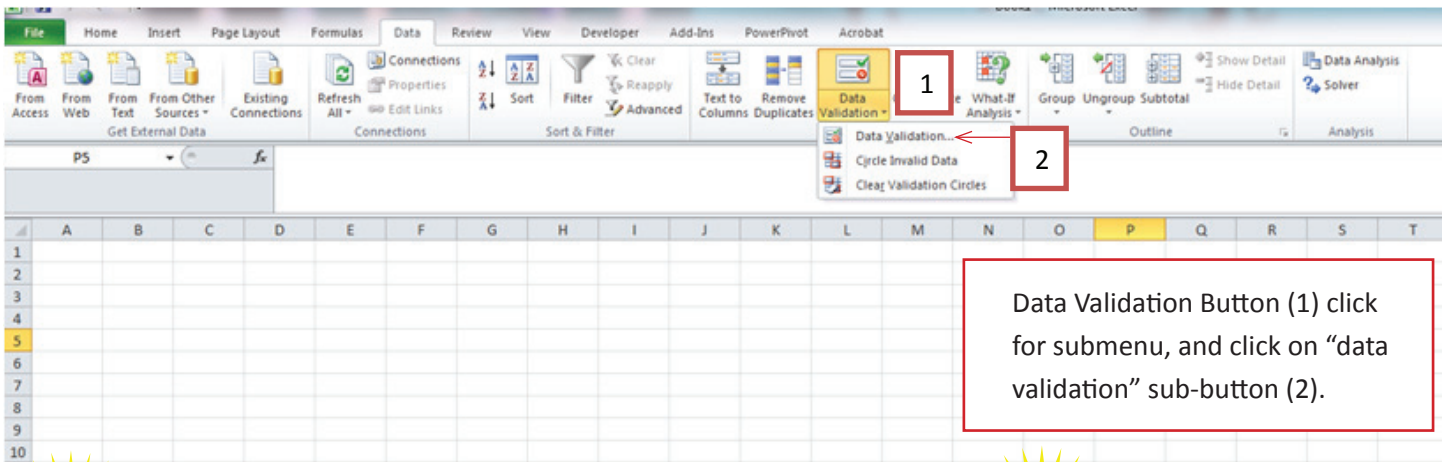 Microsoft Excel
File Home Insert Page Layout Formulas Data Review View Developer Add-Ins PowerPivot Acrobat
From Access From Web From Text From Other Sources Existing Connections Refresh All Connections Properties Edit Links Sort Filter Clear Reapply Advanced Text to Columns Remove Duplicates Data Validation 1 What-If Analysis Group Ungroup Subtotal Show Detail Hide Detail Data Analysis Solver
Get External Data Connections Sort & Filter Outline Analysis
Data Validation...
Circle Invalid Data
Clear Validation Circles
2
P5 fx
A B C D E F G H I J K L M N O P Q R S T
1
2
3
4
5
6
7
8
9
10
Data Validation Button (1) click
for submenu, and click on “data
validation” sub-button (2).